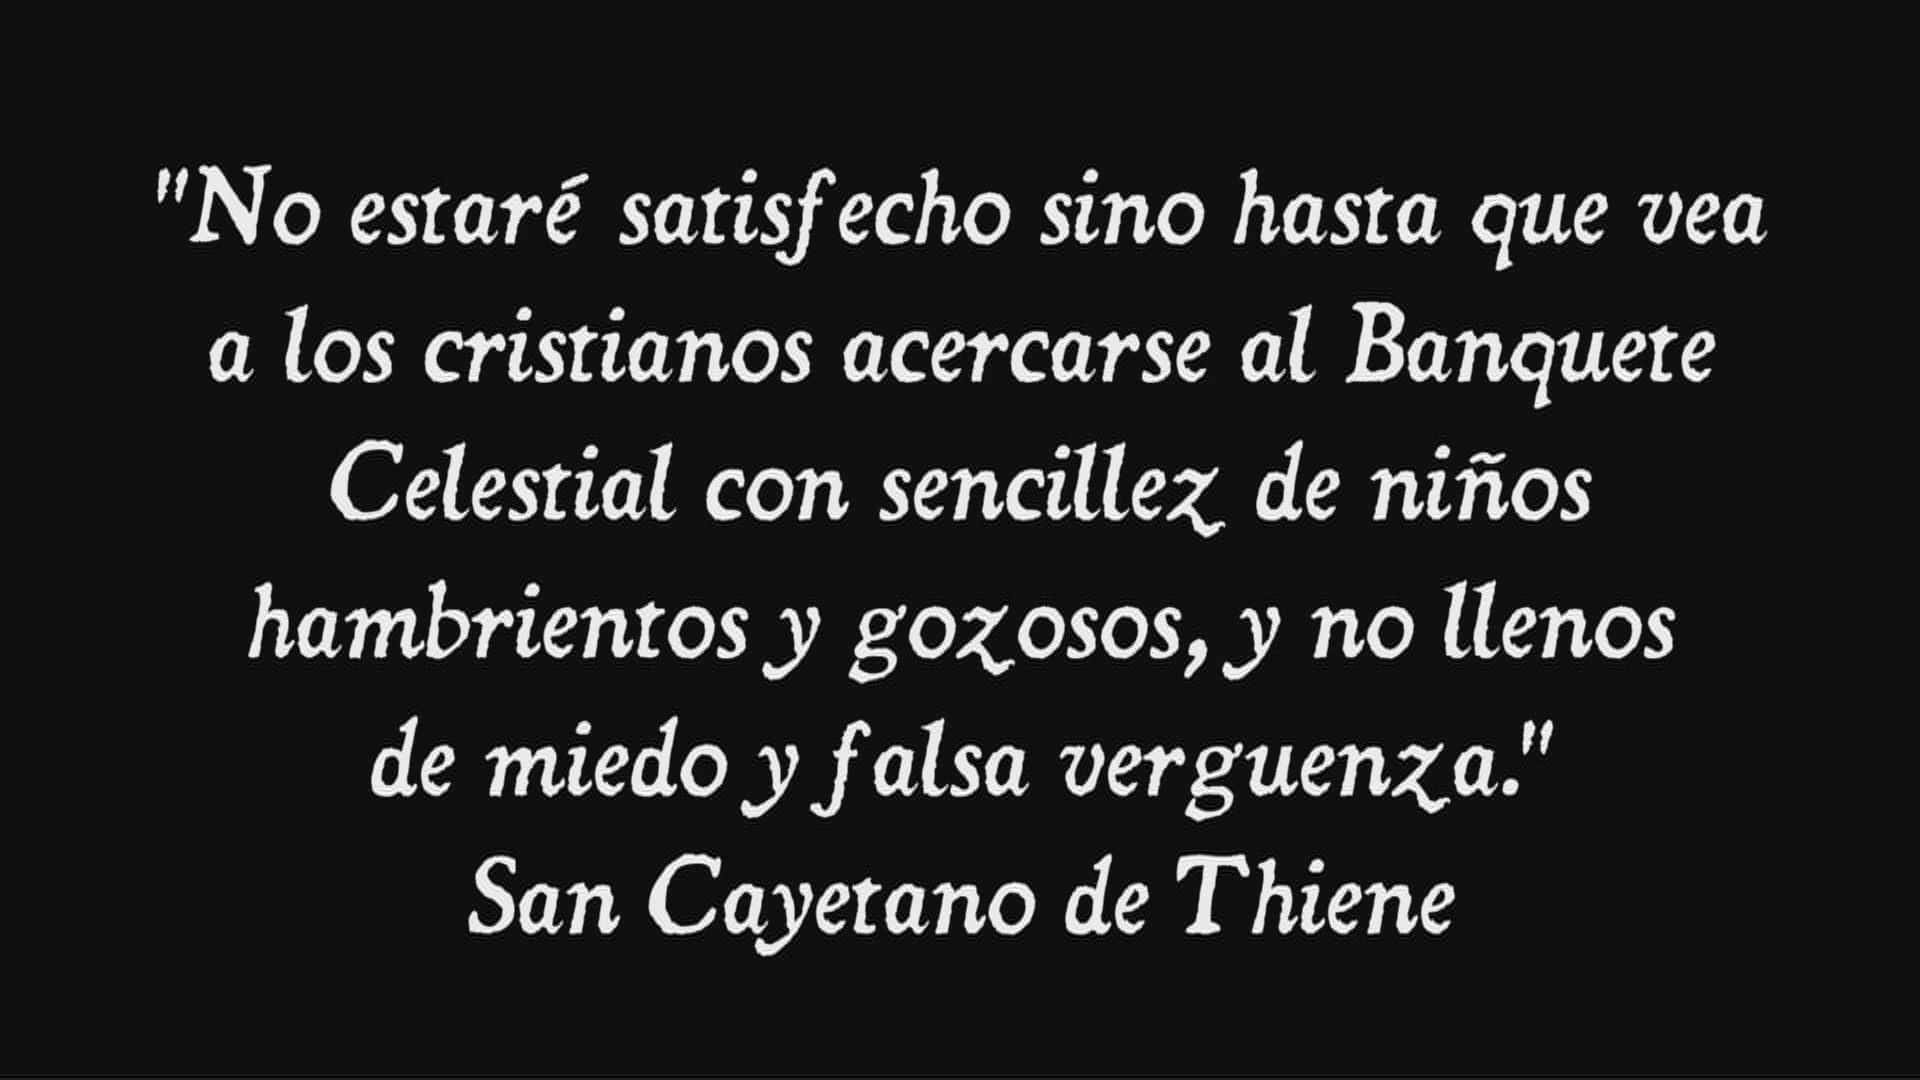 "No estaré satisfecho sino hasta que vea
a los cristianos acercarse al Banquete
Celestial con sencillez de niños
hambrientos y gozosos, y no llenos
de miedo y falsa verguenza."
San Cayetano de Thiene